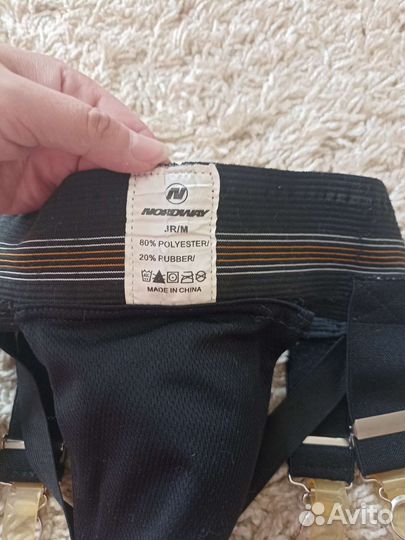 NORDWAY
JR/M
80% POLYESTER/
20% RUBBER/
MADE IN CHINA
Avito